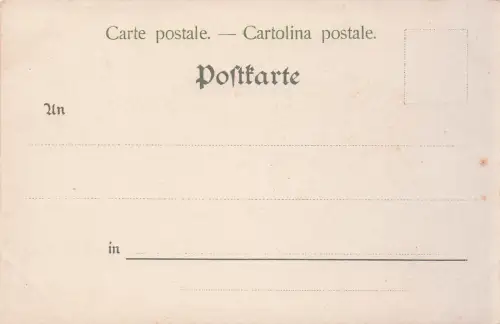 Carte postale. — Cartolina postale.
Poſtkarte
An
in